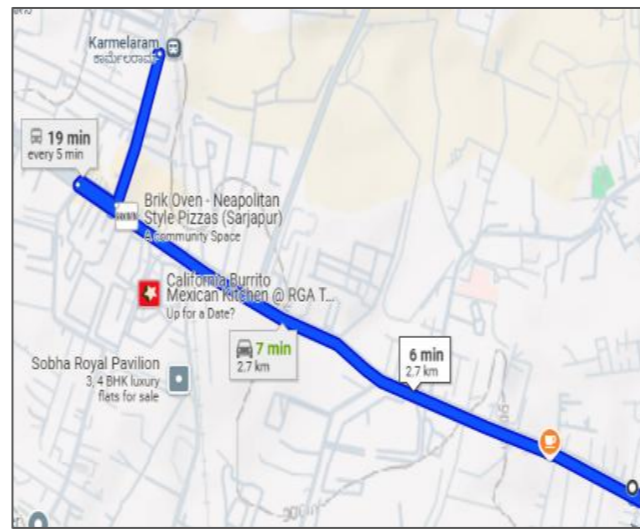 Karmelaram
ಕಾರ್ಮೆಲರಾಮ್
19 min
every 5 min
Brik Oven - Neapolitan
Style Pizzas (Sarjapur)
A community Space
California Burrito
Mexican Kitchen @ RGA T...
Up for a Date?
7 min
2.7 km
6 min
2.7 km
Sobha Royal Pavilion
3, 4 BHK luxury
flats for sale